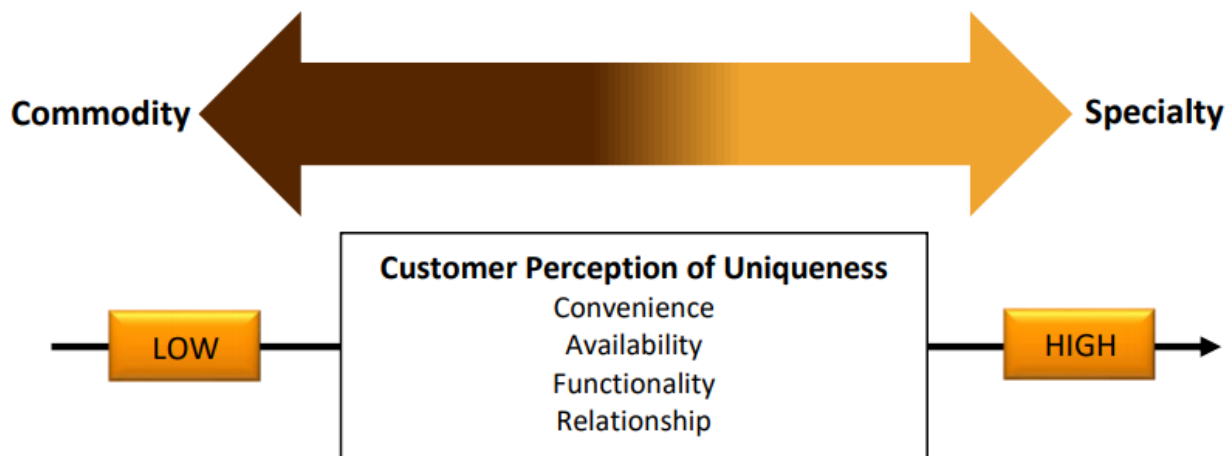 Commodity
Specialty
Customer Perception of Uniqueness
Convenience
Availability
Functionality
Relationship
LOW
HIGH